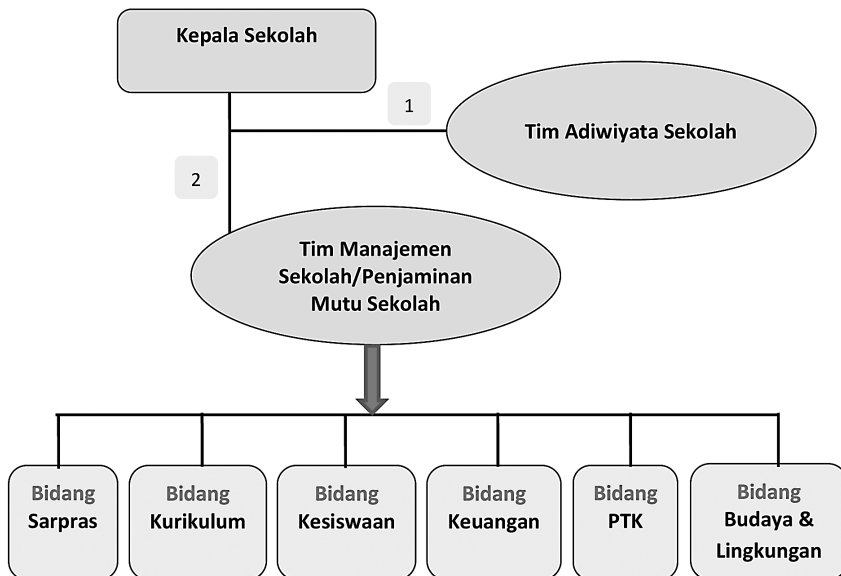 Kepala Sekolah
1
Tim Adiwiyata Sekolah
2
Tim Manajemen
Sekolah/Penjaminan
Mutu Sekolah
Bidang
Sarpras
Bidang
Kurikulum
Bidang
Kesiswaan
Bidang
Keuangan
Bidang
PTK
Bidang
Budaya &
Lingkungan